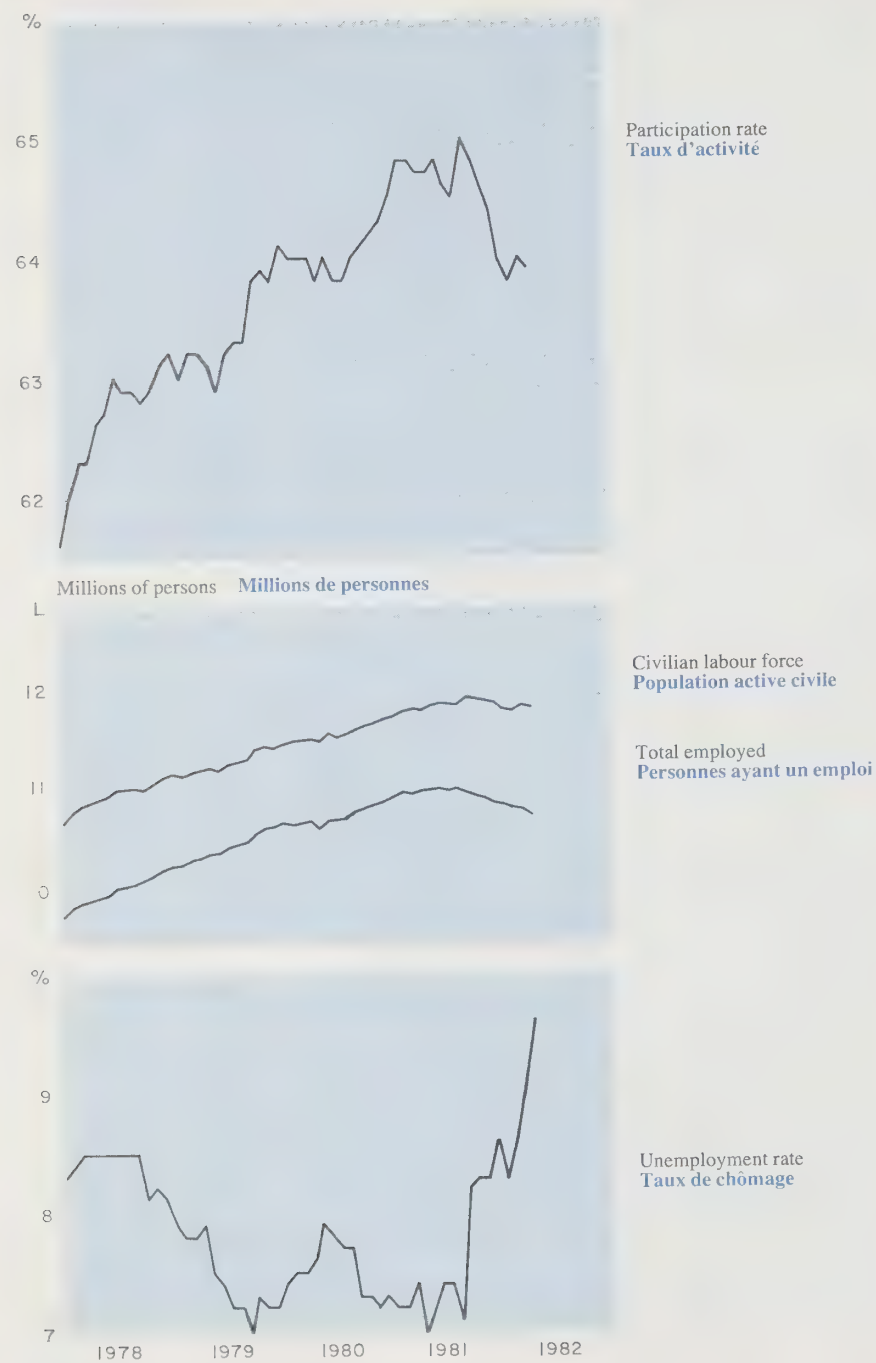 %
65
64
63
62
Participation rate
Taux d'activité
Millions of persons Millions de personnes
12
11
0
Civilian labour force
Population active civile
Total employed
Personnes ayant un emploi
%
9
8
7
Unemployment rate
Taux de chômage
1978 1979 1980 1981 1982